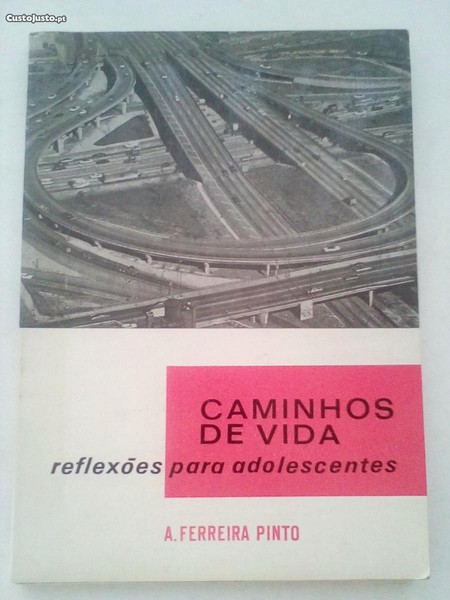 CustoJusto.pt
CAMINHOS
DE VIDA
reflexões para adolescentes
A. FERREIRA PINTO